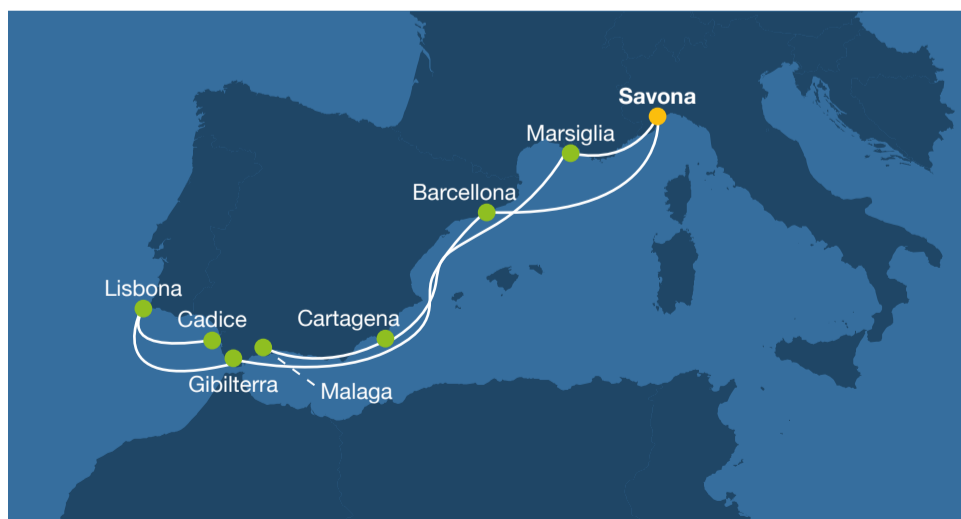 Savona
Marsiglia
Barcellona
Lisbona
Cadice
Cartagena
Gibilterra
Malaga